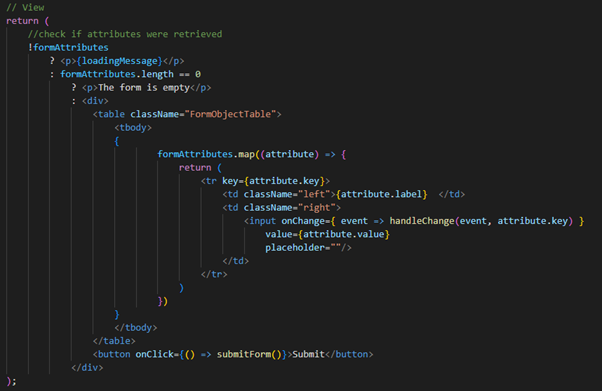 // View
return (
    //check if attributes were retrieved
    !formAttributes
        ? <p>{loadingMessage}</p>
        : formAttributes.length == 0
            ? <p>The form is empty</p>
            : <div>
                <table className="FormObjectTable">
                    <tbody>
                    {
                            formAttributes.map((attribute) => {
                                return (
                                    <tr key={attribute.key}>
                                        <td className="left">{attribute.label}  </td>
                                        <td className="right">
                                            <input onChange={ event => handleChange(event, attribute.key) }
                                                value={attribute.value}
                                                placeholder=""/>
                                        </td>
                                    </tr>
                                )
                            })
                    }
                    </tbody>
                </table>
                <button onClick={() => submitForm()}>Submit</button>
            </div>
);